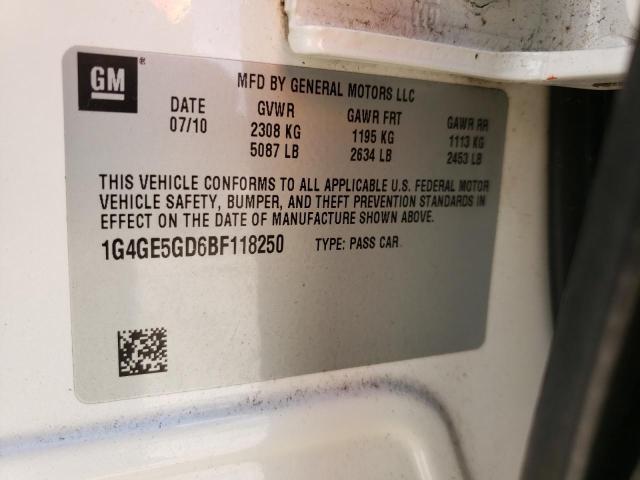 GM®
MFD BY GENERAL MOTORS LLC
DATE GVWR GAWR FRT GAWR RR
07/10 2308 KG 1195 KG 1113 KG
5087 LB 2634 LB 2453 LB
THIS VEHICLE CONFORMS TO ALL APPLICABLE U.S. FEDERAL MOTOR
VEHICLE SAFETY, BUMPER, AND THEFT PREVENTION STANDARDS IN
EFFECT ON THE DATE OF MANUFACTURE SHOWN ABOVE.
1G4GE5GD6BF118250 TYPE: PASS CAR